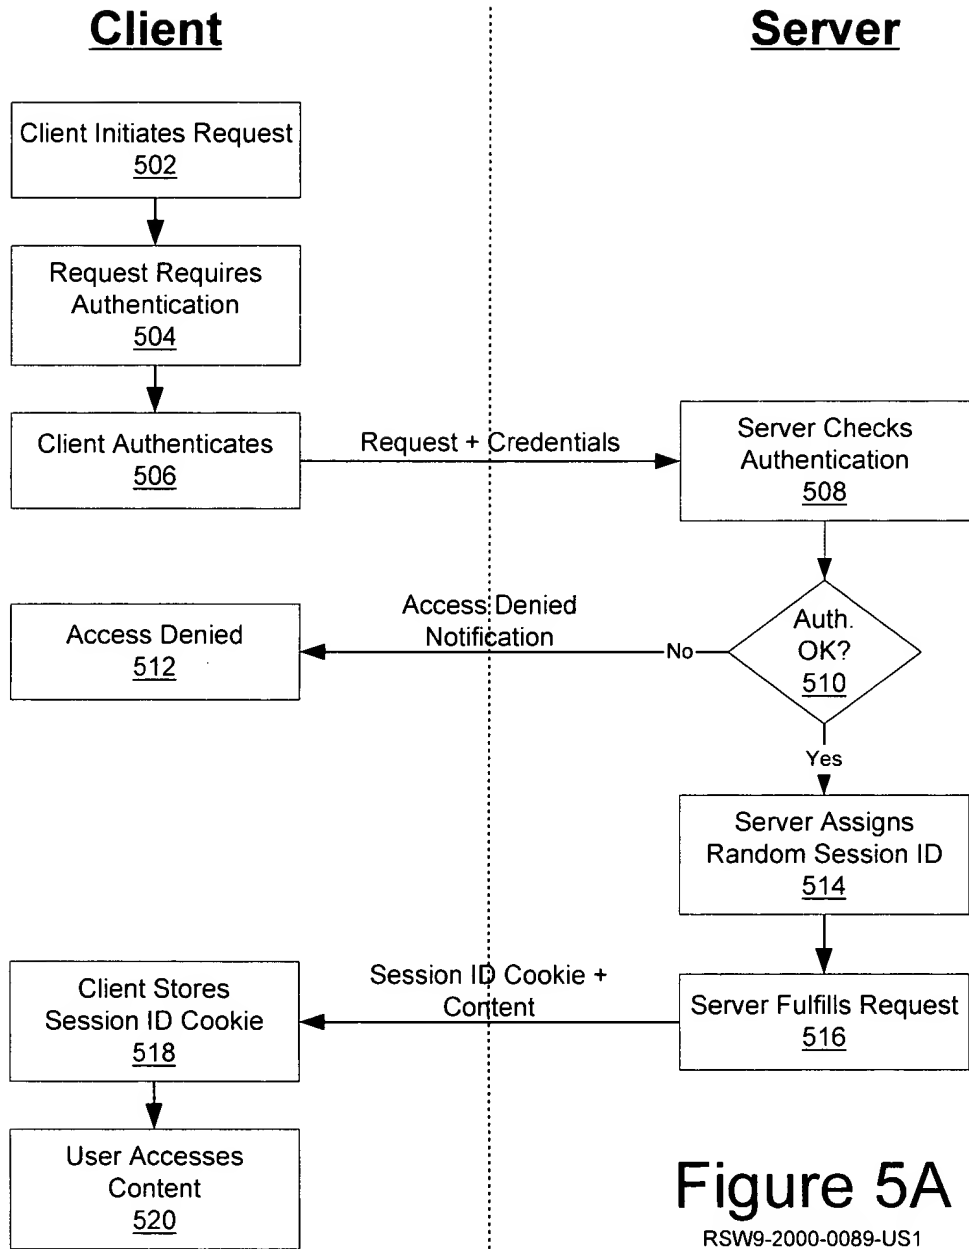 Client
Server
Client Initiates Request
502
Request Requires
Authentication
504
Client Authenticates
506
Request + Credentials
Server Checks
Authentication
508
Access Denied
Notification
Access Denied
512
No
Auth.
OK?
510
Yes
Server Assigns
Random Session ID
514
Session ID Cookie +
Content
Client Stores
Session ID Cookie
518
Server Fulfills Request
516
User Accesses
Content
520
Figure 5A
RSW9-2000-0089-US1